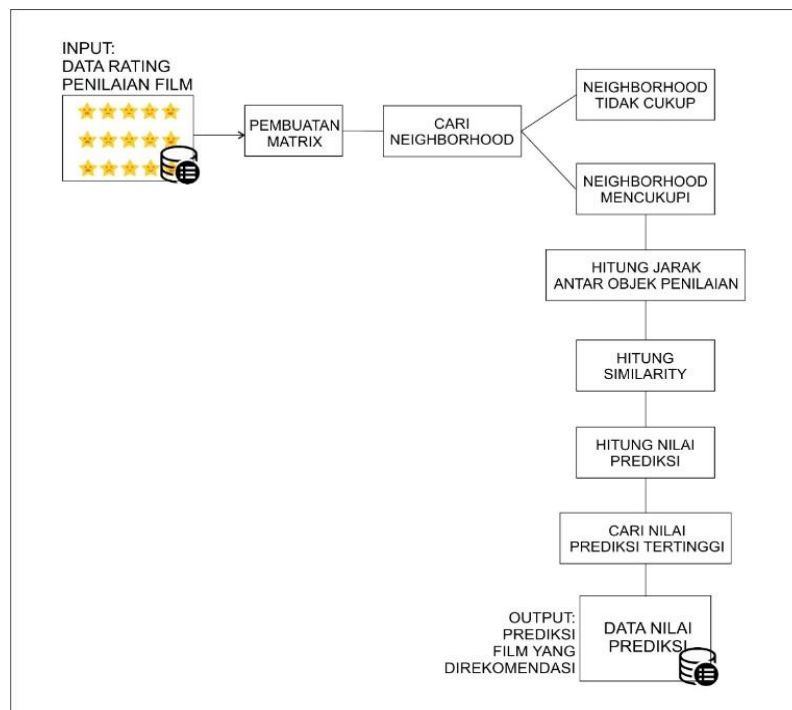 INPUT:
DATA RATING
PENILAIAN FILM
PEMBUATAN
MATRIX
CARI
NEIGHBORHOOD
NEIGHBORHOOD
TIDAK CUKUP
NEIGHBORHOOD
MENCUKUPI
HITUNG JARAK
ANTAR OBJEK PENILAIAN
HITUNG
SIMILARITY
HITUNG NILAI
PREDIKSI
CARI NILAI
PREDIKSI TERTINGGI
OUTPUT:
PREDIKSI
FILM YANG
DIREKOMENDASI
DATA NILAI
PREDIKSI